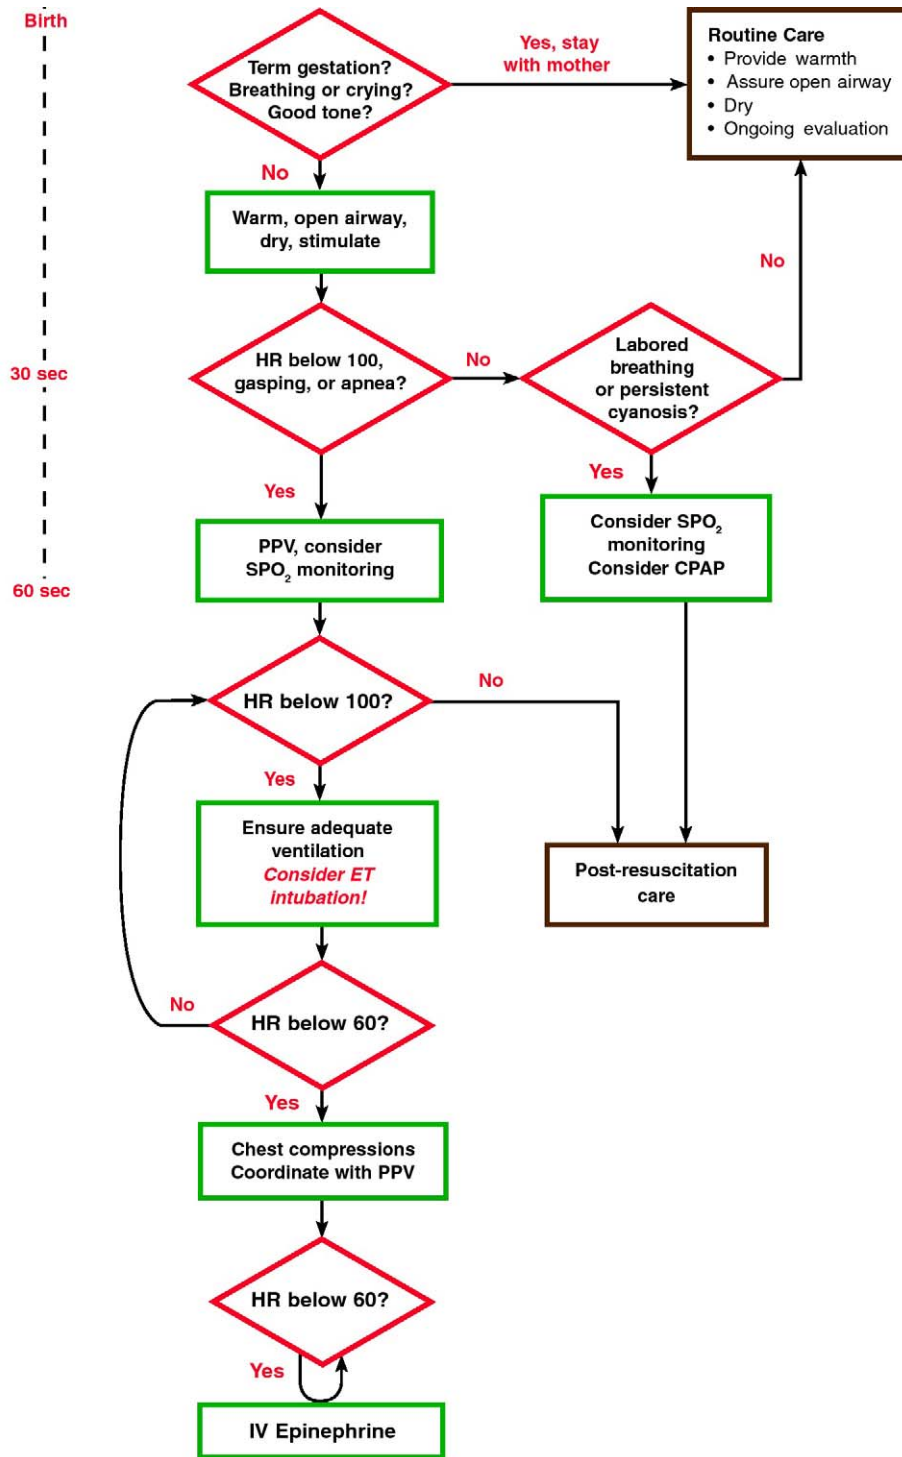 Birth
Term gestation?
Breathing or crying?
Good tone?
Yes, stay
with mother
Routine Care
• Provide warmth
• Assure open airway
• Dry
• Ongoing evaluation
No
Warm, open airway,
dry, stimulate
No
30 sec
HR below 100,
gasping, or apnea?
No
Labored
breathing
or persistent
cyanosis?
Yes
Yes
PPV, consider
SPO₂ monitoring
Consider SPO₂
monitoring
Consider CPAP
60 sec
HR below 100?
No
Yes
Ensure adequate
ventilation
Consider ET
intubation!
Post-resuscitation
care
No
HR below 60?
Yes
Chest compressions
Coordinate with PPV
HR below 60?
Yes
IV Epinephrine